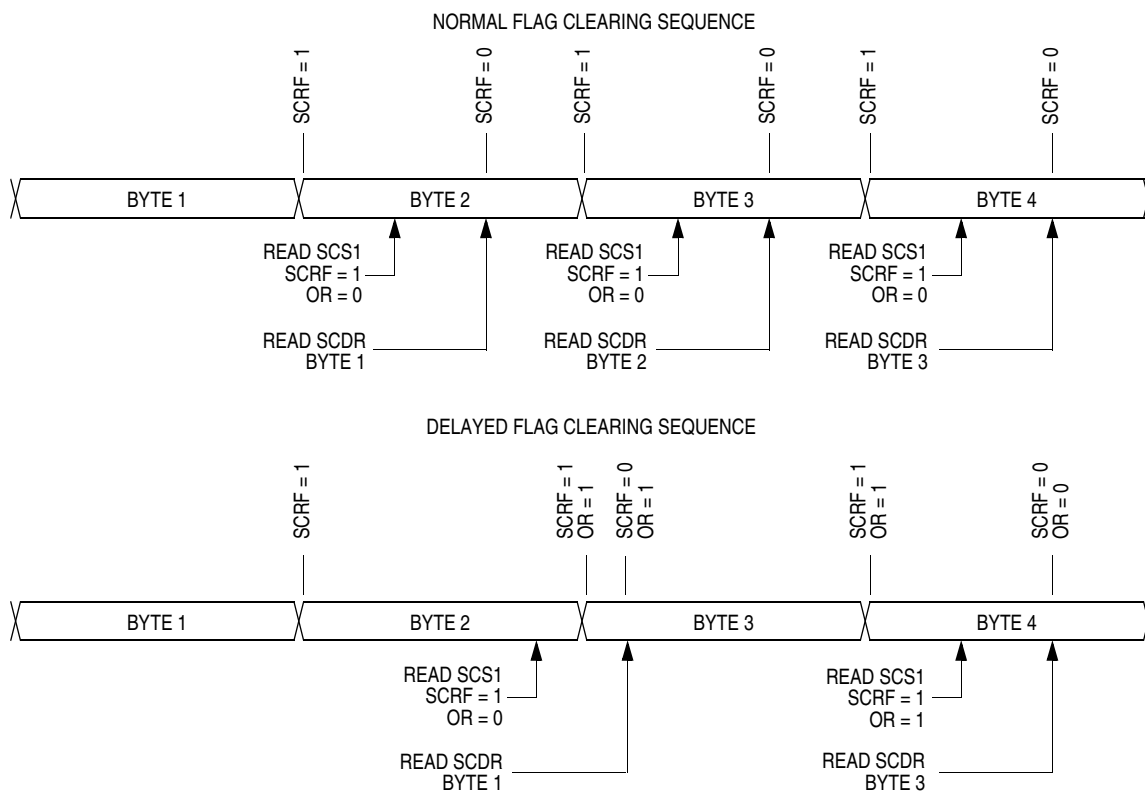 NORMAL FLAG CLEARING SEQUENCE
SCRF = 1
SCRF = 0
SCRF = 1
SCRF = 0
SCRF = 1
SCRF = 0
BYTE 1
BYTE 2
BYTE 3
BYTE 4
READ SCS1
SCRF = 1
OR = 0
READ SCS1
SCRF = 1
OR = 0
READ SCS1
SCRF = 1
OR = 0
READ SCDR
BYTE 1
READ SCDR
BYTE 2
READ SCDR
BYTE 3
DELAYED FLAG CLEARING SEQUENCE
SCRF = 1
SCRF = 1
OR = 1
SCRF = 0
OR = 1
SCRF = 1
OR = 1
SCRF = 0
OR = 0
BYTE 1
BYTE 2
BYTE 3
BYTE 4
READ SCS1
SCRF = 1
OR = 0
READ SCS1
SCRF = 1
OR = 1
READ SCDR
BYTE 1
READ SCDR
BYTE 3